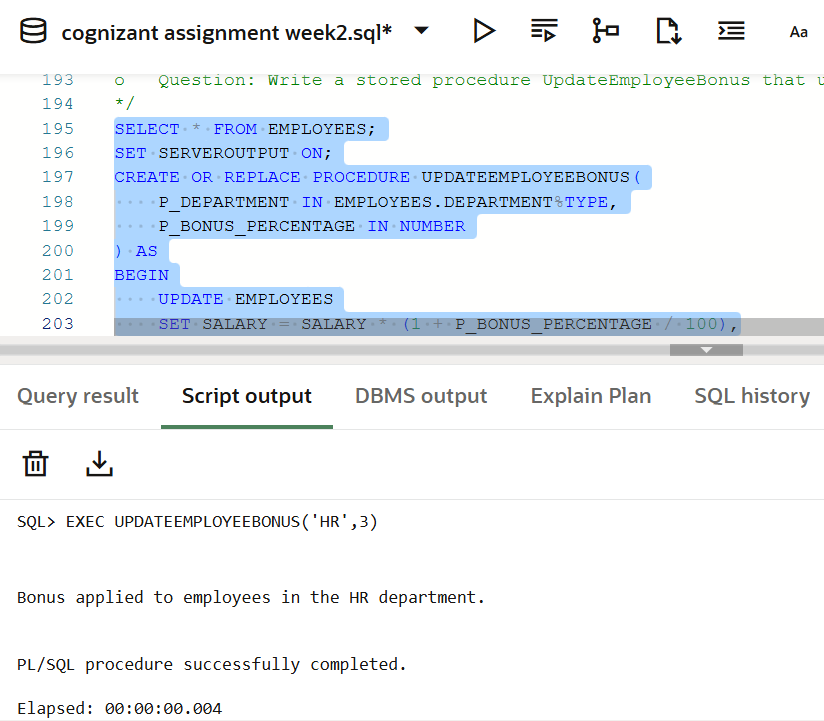 cognizant assignment week2.sql*
Aa
193 o Question: Write a stored procedure UpdateEmployeeBonus that
194 */
195 SELECT * FROM EMPLOYEES;
196 SET SERVEROUTPUT ON;
197 CREATE OR REPLACE PROCEDURE UPDATEEMPLOYEEBONUS(
198 P_DEPARTMENT IN EMPLOYEES.DEPARTMENT%TYPE,
199 P_BONUS_PERCENTAGE IN NUMBER
200 ) AS
201 BEGIN
202 UPDATE EMPLOYEES
203 SET SALARY = SALARY * (1 + P_BONUS_PERCENTAGE / 100),
Query result Script output DBMS output Explain Plan SQL history
SQL> EXEC UPDATEEMPLOYEEBONUS('HR',3)
Bonus applied to employees in the HR department.
PL/SQL procedure successfully completed.
Elapsed: 00:00:00.004